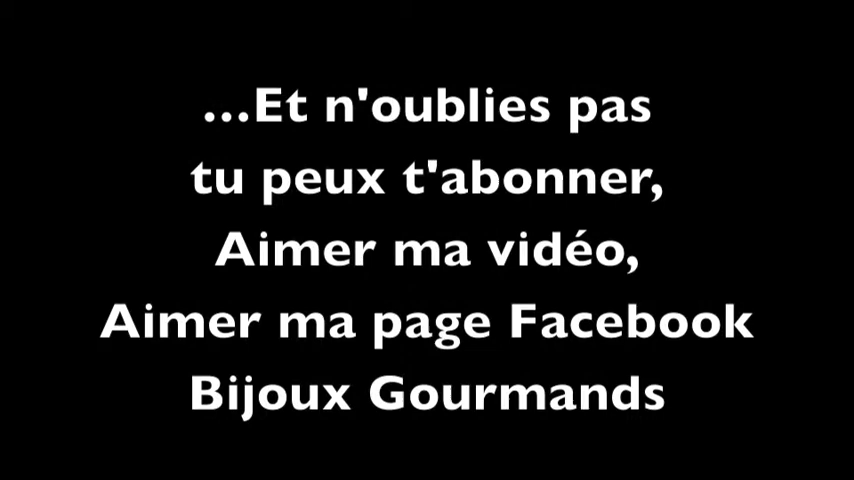 ...Et n'oublies pas
tu peux t'abonner,
Aimer ma vidéo,
Aimer ma page Facebook
Bijoux Gourmands